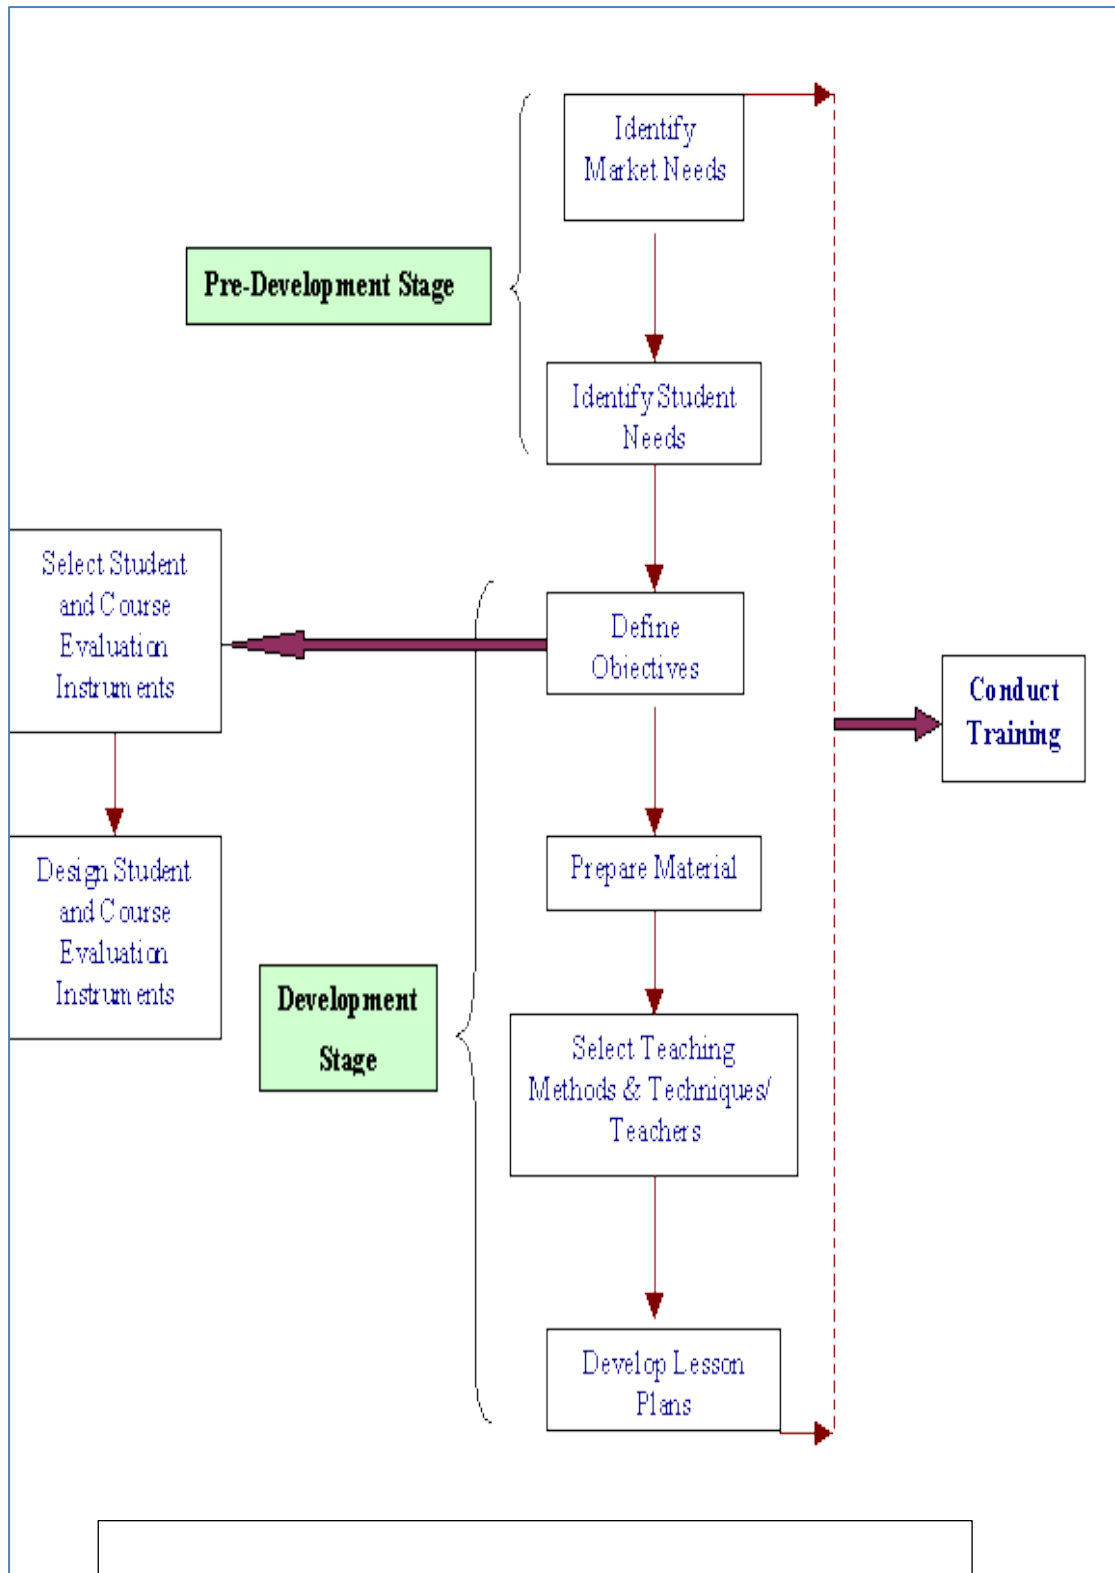 Identify
Market Needs
Pre-Development Stage
Identify Student
Needs
Select Student
and Course
Evaluation
Instruments
Define
Objectives
Conduct
Training
Prepare Material
Design Student
and Course
Evaluation
Instruments
Development
Stage
Select Teaching
Methods & Techniques/
Teachers
Develop Lesson
Plans